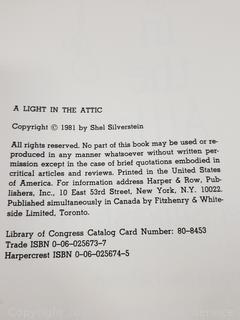 A LIGHT IN THE ATTIC
Copyright © 1981 by Shel Silverstein
All rights reserved. No part of this book may be used or re-
produced in any manner whatsoever without written per-
mission except in the case of brief quotations embodied in
critical articles and reviews. Printed in the United States
of America. For information address Harper & Row, Pub-
lishers, Inc., 10 East 53rd Street, New York, N.Y. 10022.
Published simultaneously in Canada by Fitzhenry & White-
side Limited, Toronto.
Library of Congress Catalog Card Number: 80-8453
Trade ISBN 0-06-025673-7
Harpercrest ISBN 0-06-025674-5